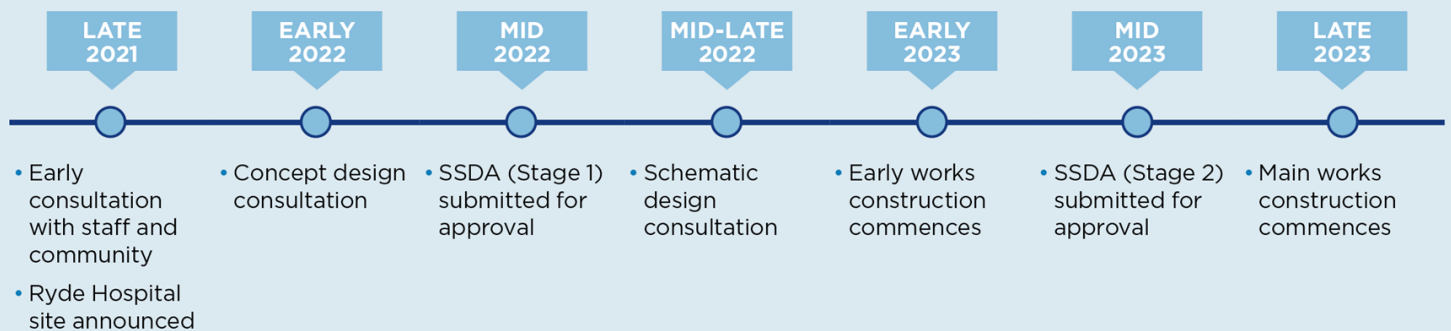 LATE
2021
EARLY
2022
MID
2022
MID-LATE
2022
EARLY
2023
MID
2023
LATE
2023
• Early
consultation
with staff and
community
• Ryde Hospital
site announced
• Concept design
consultation
• SSDA (Stage 1)
submitted for
approval
• Schematic
design
consultation
• Early works
construction
commences
• SSDA (Stage 2)
submitted for
approval
• Main works
construction
commences